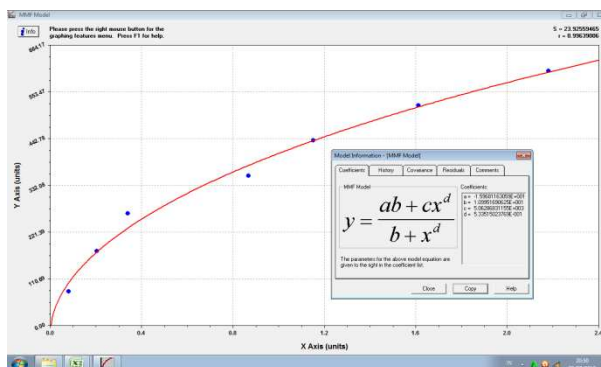 MMF Model
Info
Please press the right mouse button for the
graphing features menu. Press F1 for help.
S = 23.92559465
r = 0.99639806
664.17
553.47
442.78
332.08
221.39
110.69
0.00
0.0
0.4
0.8
1.2
1.6
2.0
2.4
Y Axis (units)
X Axis (units)
Model Information - [MMF Model]
Coefficients
History
Covariance
Residuals
Comments
MMF Model
y = (ab + cx^d) / (b + x^d)
Coefficients:
a =
b =
c =
d =
The parameters for the above model equation are
given to the right in the coefficient list.
Close
Copy
Help